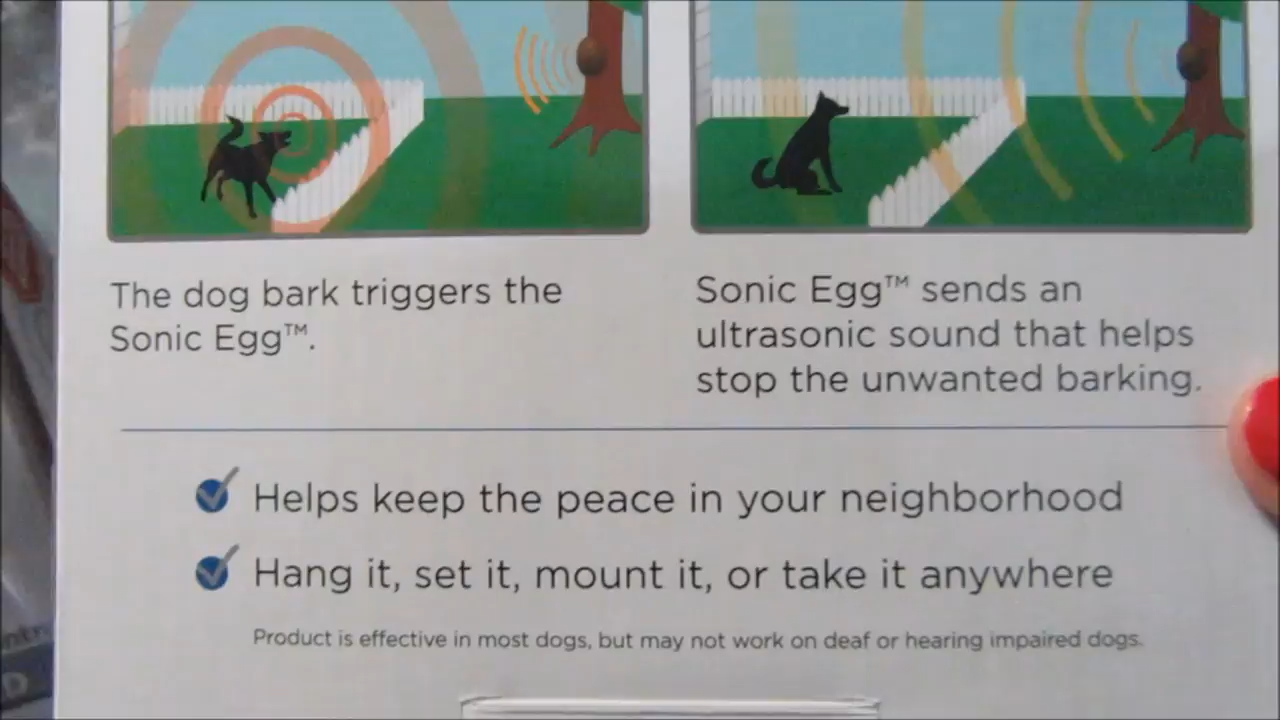 The dog bark triggers the
Sonic Egg™.
Sonic Egg™ sends an
ultrasonic sound that helps
stop the unwanted barking.
Helps keep the peace in your neighborhood
Hang it, set it, mount it, or take it anywhere
Product is effective in most dogs, but may not work on deaf or hearing impaired dogs.